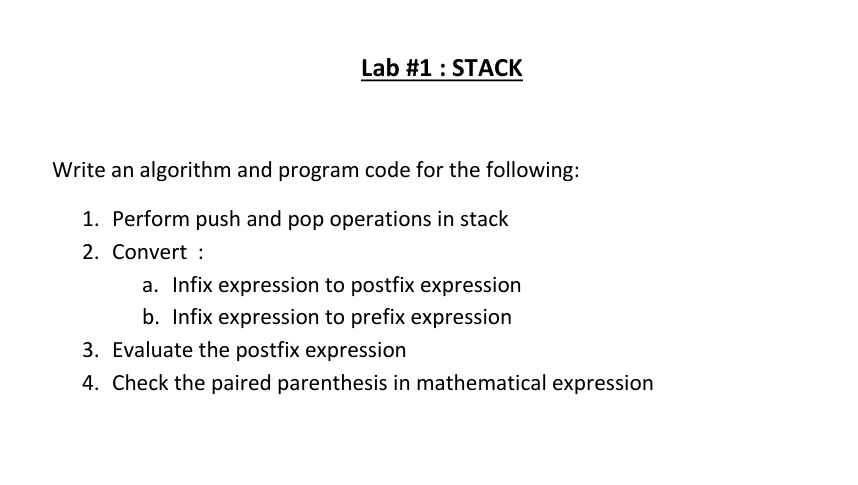 Lab #1 : STACK
Write an algorithm and program code for the following:
1. Perform push and pop operations in stack
2. Convert :
a. Infix expression to postfix expression
b. Infix expression to prefix expression
3. Evaluate the postfix expression
4. Check the paired parenthesis in mathematical expression